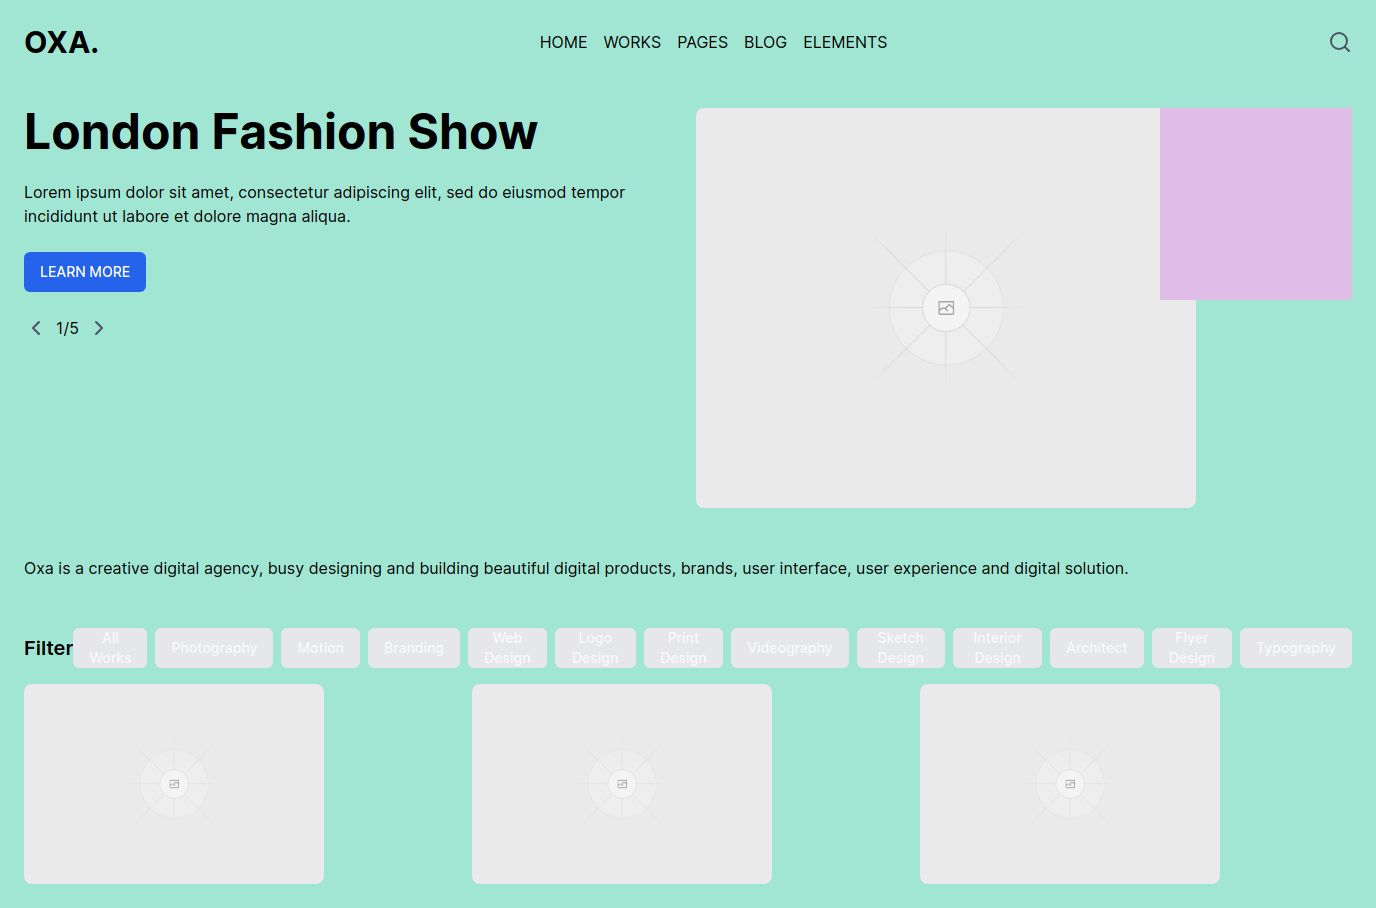 OXA.
HOME WORKS PAGES BLOG ELEMENTS
London Fashion Show
Lorem ipsum dolor sit amet, consectetur adipiscing elit, sed do eiusmod tempor
incididunt ut labore et dolore magna aliqua.
LEARN MORE
1/5
Oxa is a creative digital agency, busy designing and building beautiful digital products, brands, user interface, user experience and digital solution.
Filter
All
Works
Photography
Motion
Branding
Web
Design
Logo
Design
Print
Design
Videography
Sketch
Design
Interior
Design
Architect
Flyer
Design
Typography